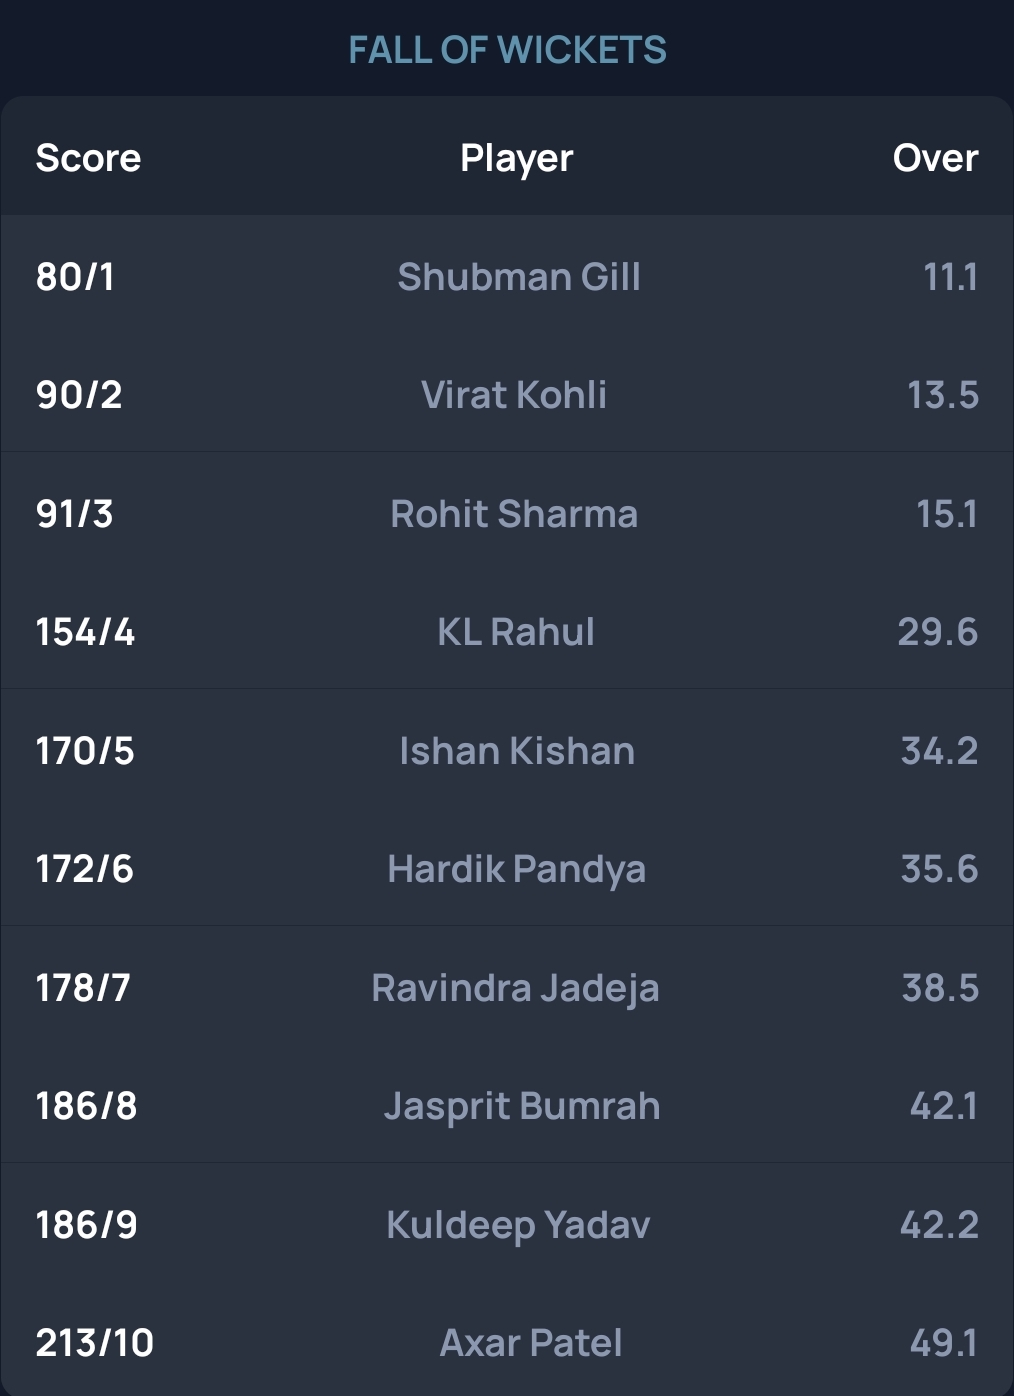 FALL OF WICKETS
Score Player Over
80/1 Shubman Gill 11.1
90/2 Virat Kohli 13.5
91/3 Rohit Sharma 15.1
154/4 KL Rahul 29.6
170/5 Ishan Kishan 34.2
172/6 Hardik Pandya 35.6
178/7 Ravindra Jadeja 38.5
186/8 Jasprit Bumrah 42.1
186/9 Kuldeep Yadav 42.2
213/10 Axar Patel 49.1